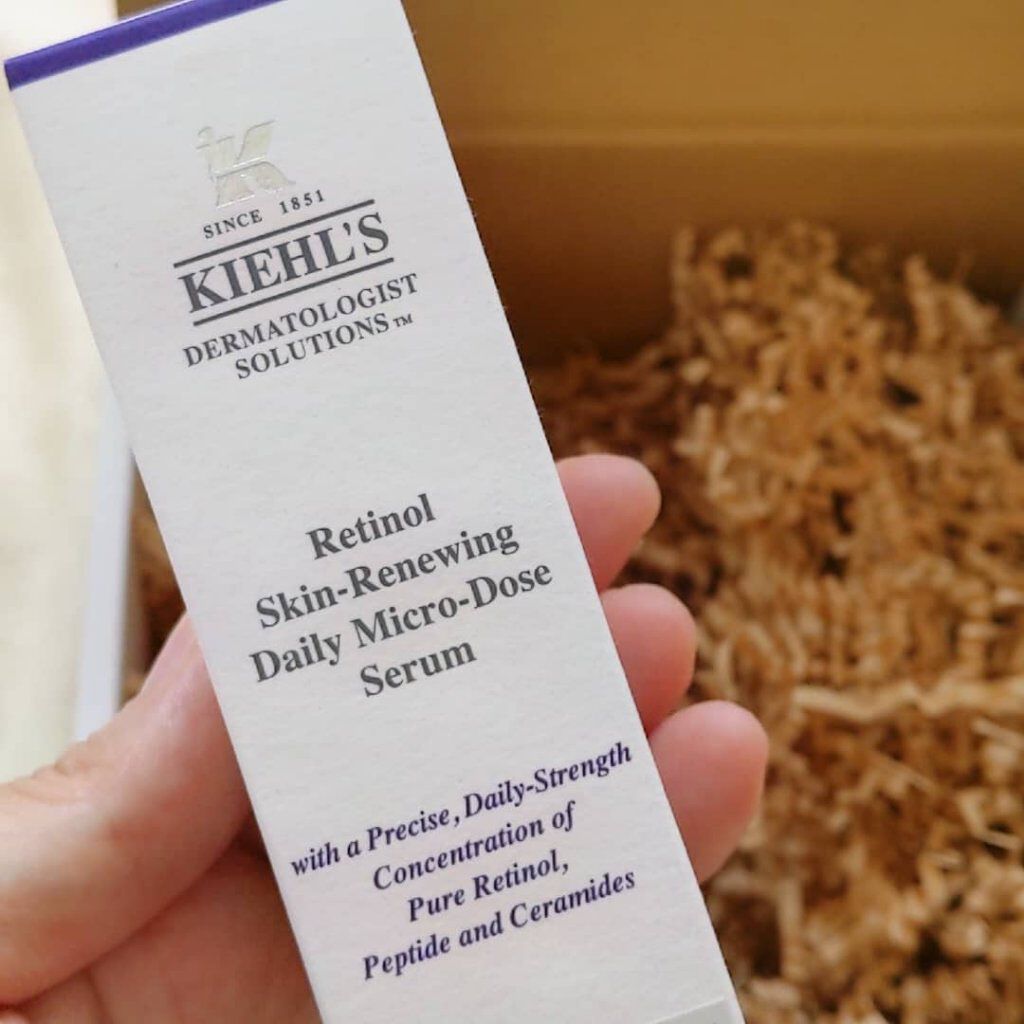 SINCE 1851
KIEHL'S
DERMATOLOGIST
SOLUTIONS™
Retinol
Skin-Renewing
Daily Micro-Dose
Serum
with a Precise, Daily-Strength
Concentration of
Pure Retinol,
Peptide and Ceramides